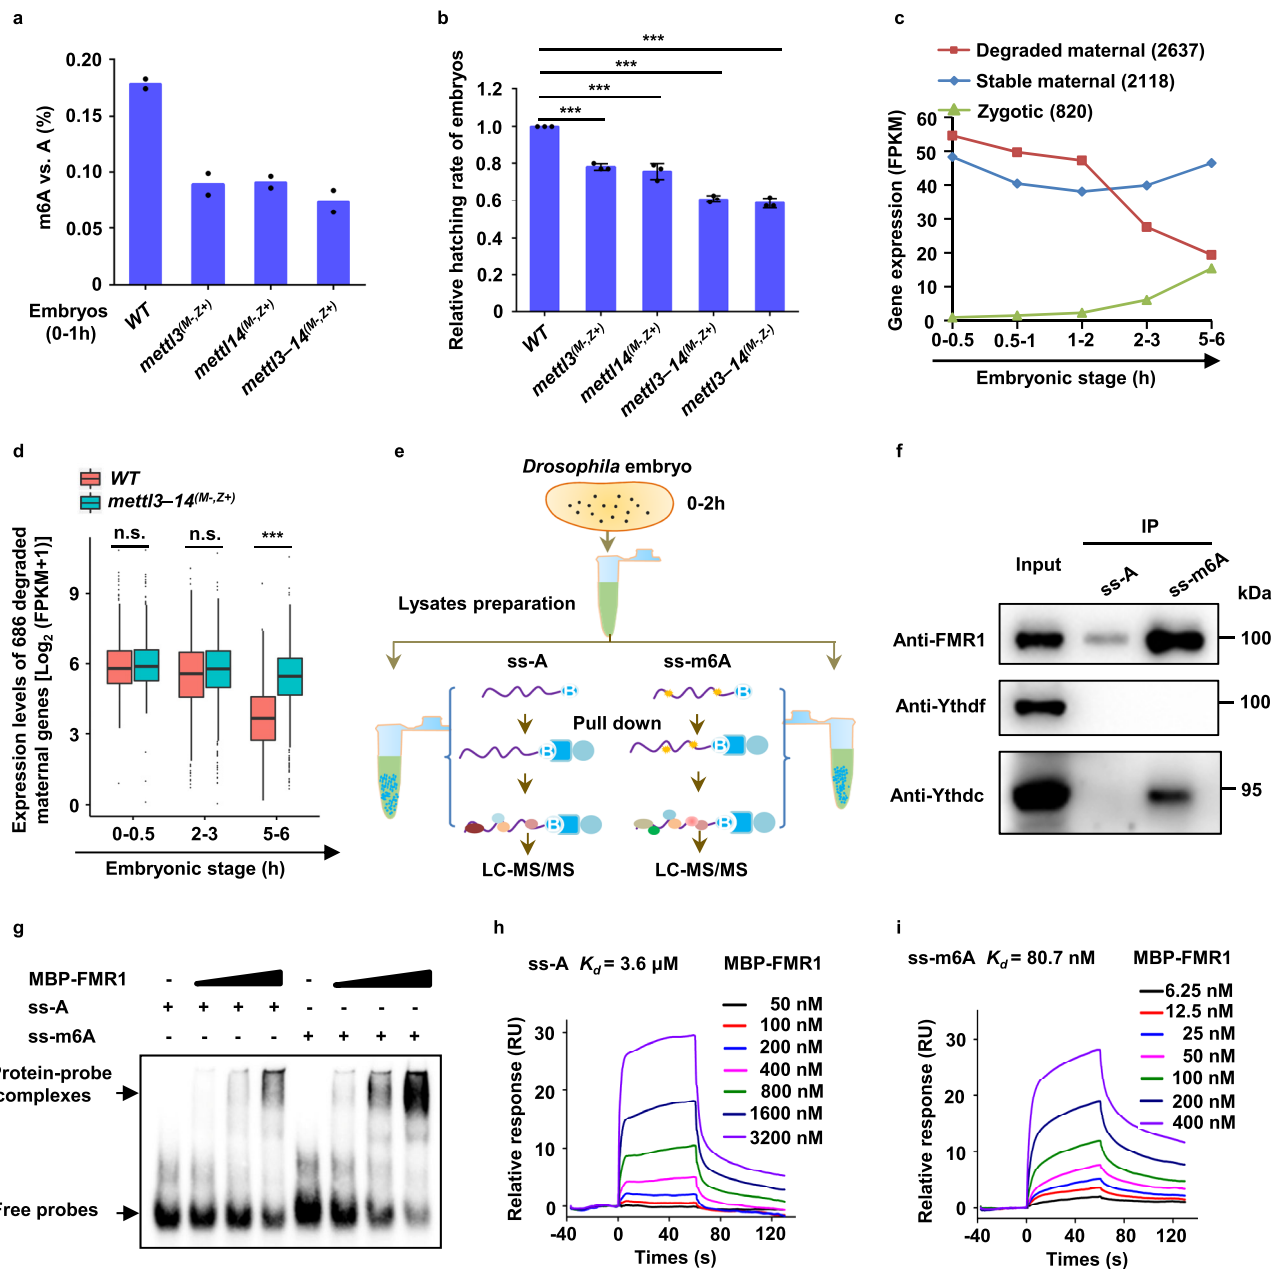 a
m6A vs. A (%)
0.20
0.15
0.10
0.05
0
Embryos
(0-1h)
WT
mettl3(M-,Z+)
mettl14(M-,Z+)
mettl3–14(M-,Z+)
b
Relative hatching rate of embryos
***
***
***
***
1.2
1.0
0.8
0.6
0.4
0.2
0
WT
mettl3(M-,Z+)
mettl14(M-,Z+)
mettl3–14(M-,Z+)
mettl3–14(M-,Z-)
c
Degraded maternal (2637)
Stable maternal (2118)
Zygotic (820)
Gene expression (FPKM)
60
50
40
30
20
10
0
0-0.5 0.5-1 1-2 2-3 5-6
Embryonic stage (h)
d
WT
mettl3–14(M-,Z+)
Expression levels of 686 degraded
maternal genes [Log2 (FPKM+1)]
n.s. n.s. ***
9
6
3
0
0-0.5 2-3 5-6
Embryonic stage (h)
e
Drosophila embryo
0-2h
Lysates preparation
ss-A ss-m6A
B B
Pull down
B B
B B
LC-MS/MS LC-MS/MS
f
IP
Input ss-A ss-m6A
kDa
Anti-FMR1 100
Anti-Ythdf 100
Anti-Ythdc 95
g
MBP-FMR1 - -
ss-A + + + + - - - -
ss-m6A - - - - + + + +
Protein-probe
complexes
Free probes
h
ss-A Kd = 3.6 µM MBP-FMR1
50 nM
100 nM
200 nM
400 nM
800 nM
1600 nM
3200 nM
Relative response (RU)
30
20
10
0
-40 0 40 80 120
Times (s)
i
ss-m6A Kd = 80.7 nM MBP-FMR1
6.25 nM
12.5 nM
25 nM
50 nM
100 nM
200 nM
400 nM
Relative response (RU)
30
20
10
0
-40 0 40 80 120
Times (s)